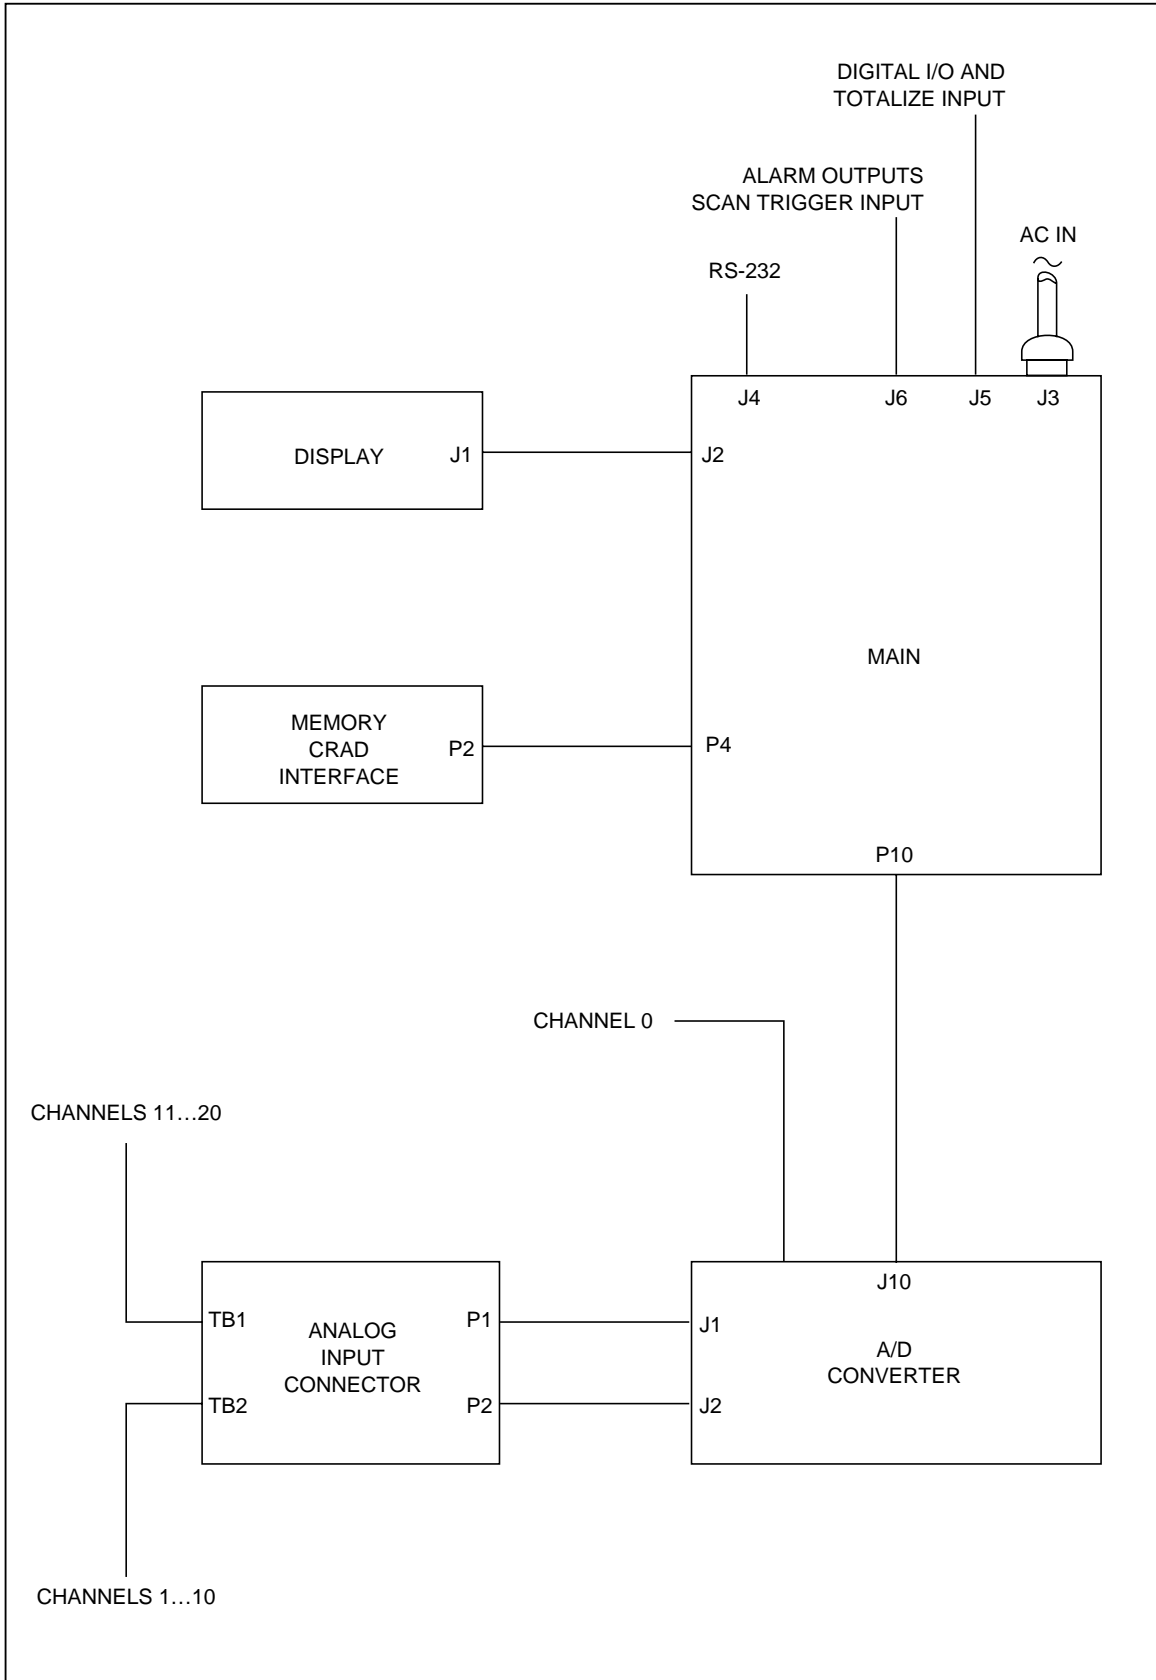 DIGITAL I/O AND
TOTALIZE INPUT
ALARM OUTPUTS
SCAN TRIGGER INPUT
AC IN
RS-232
J4
J6
J5
J3
DISPLAY
J1
J2
MAIN
MEMORY
CRAD
INTERFACE
P2
P4
P10
CHANNEL 0
CHANNELS 11...20
J10
TB1
ANALOG
INPUT
CONNECTOR
P1
J1
A/D
CONVERTER
TB2
P2
J2
CHANNELS 1...10